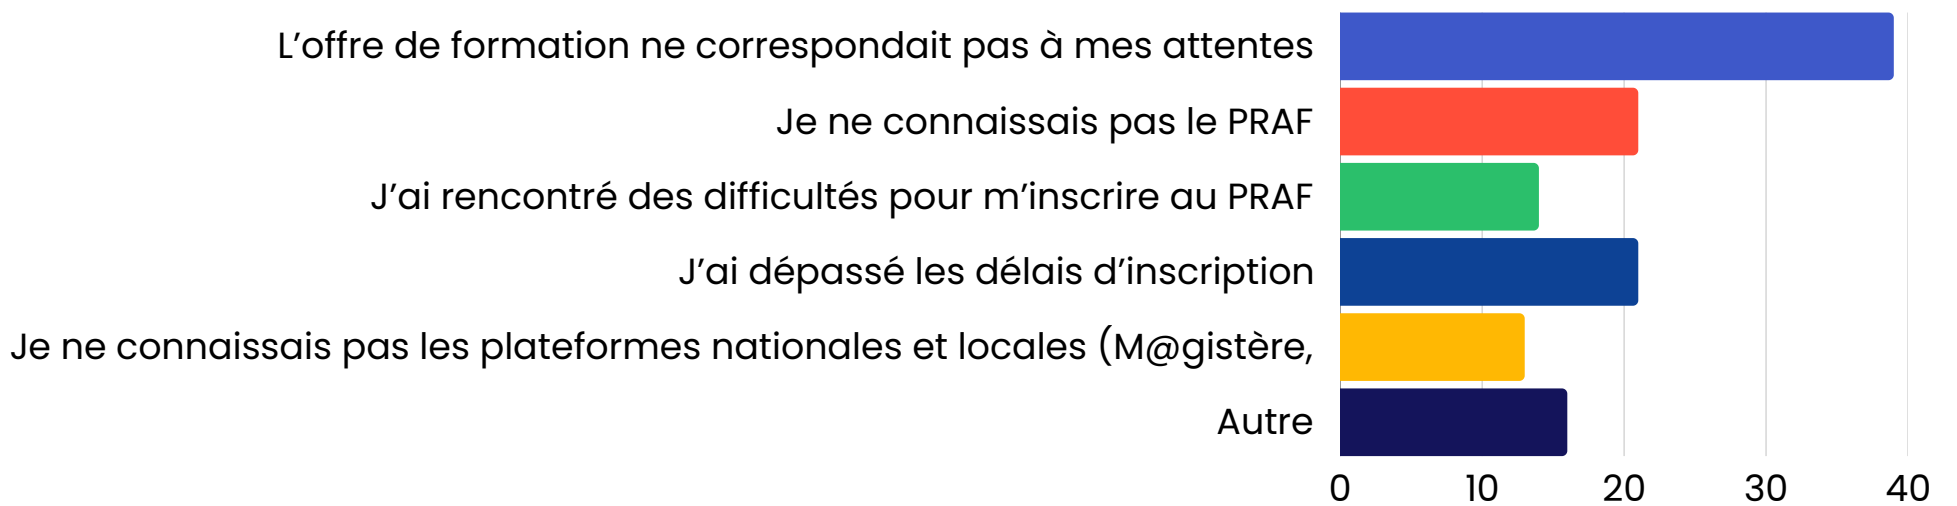 L’offre de formation ne correspondait pas à mes attentes
Je ne connaissais pas le PRAF
J’ai rencontré des difficultés pour m’inscrire au PRAF
J’ai dépassé les délais d’inscription
Je ne connaissais pas les plateformes nationales et locales (M@gistère,
Autre
0 10 20 30 40